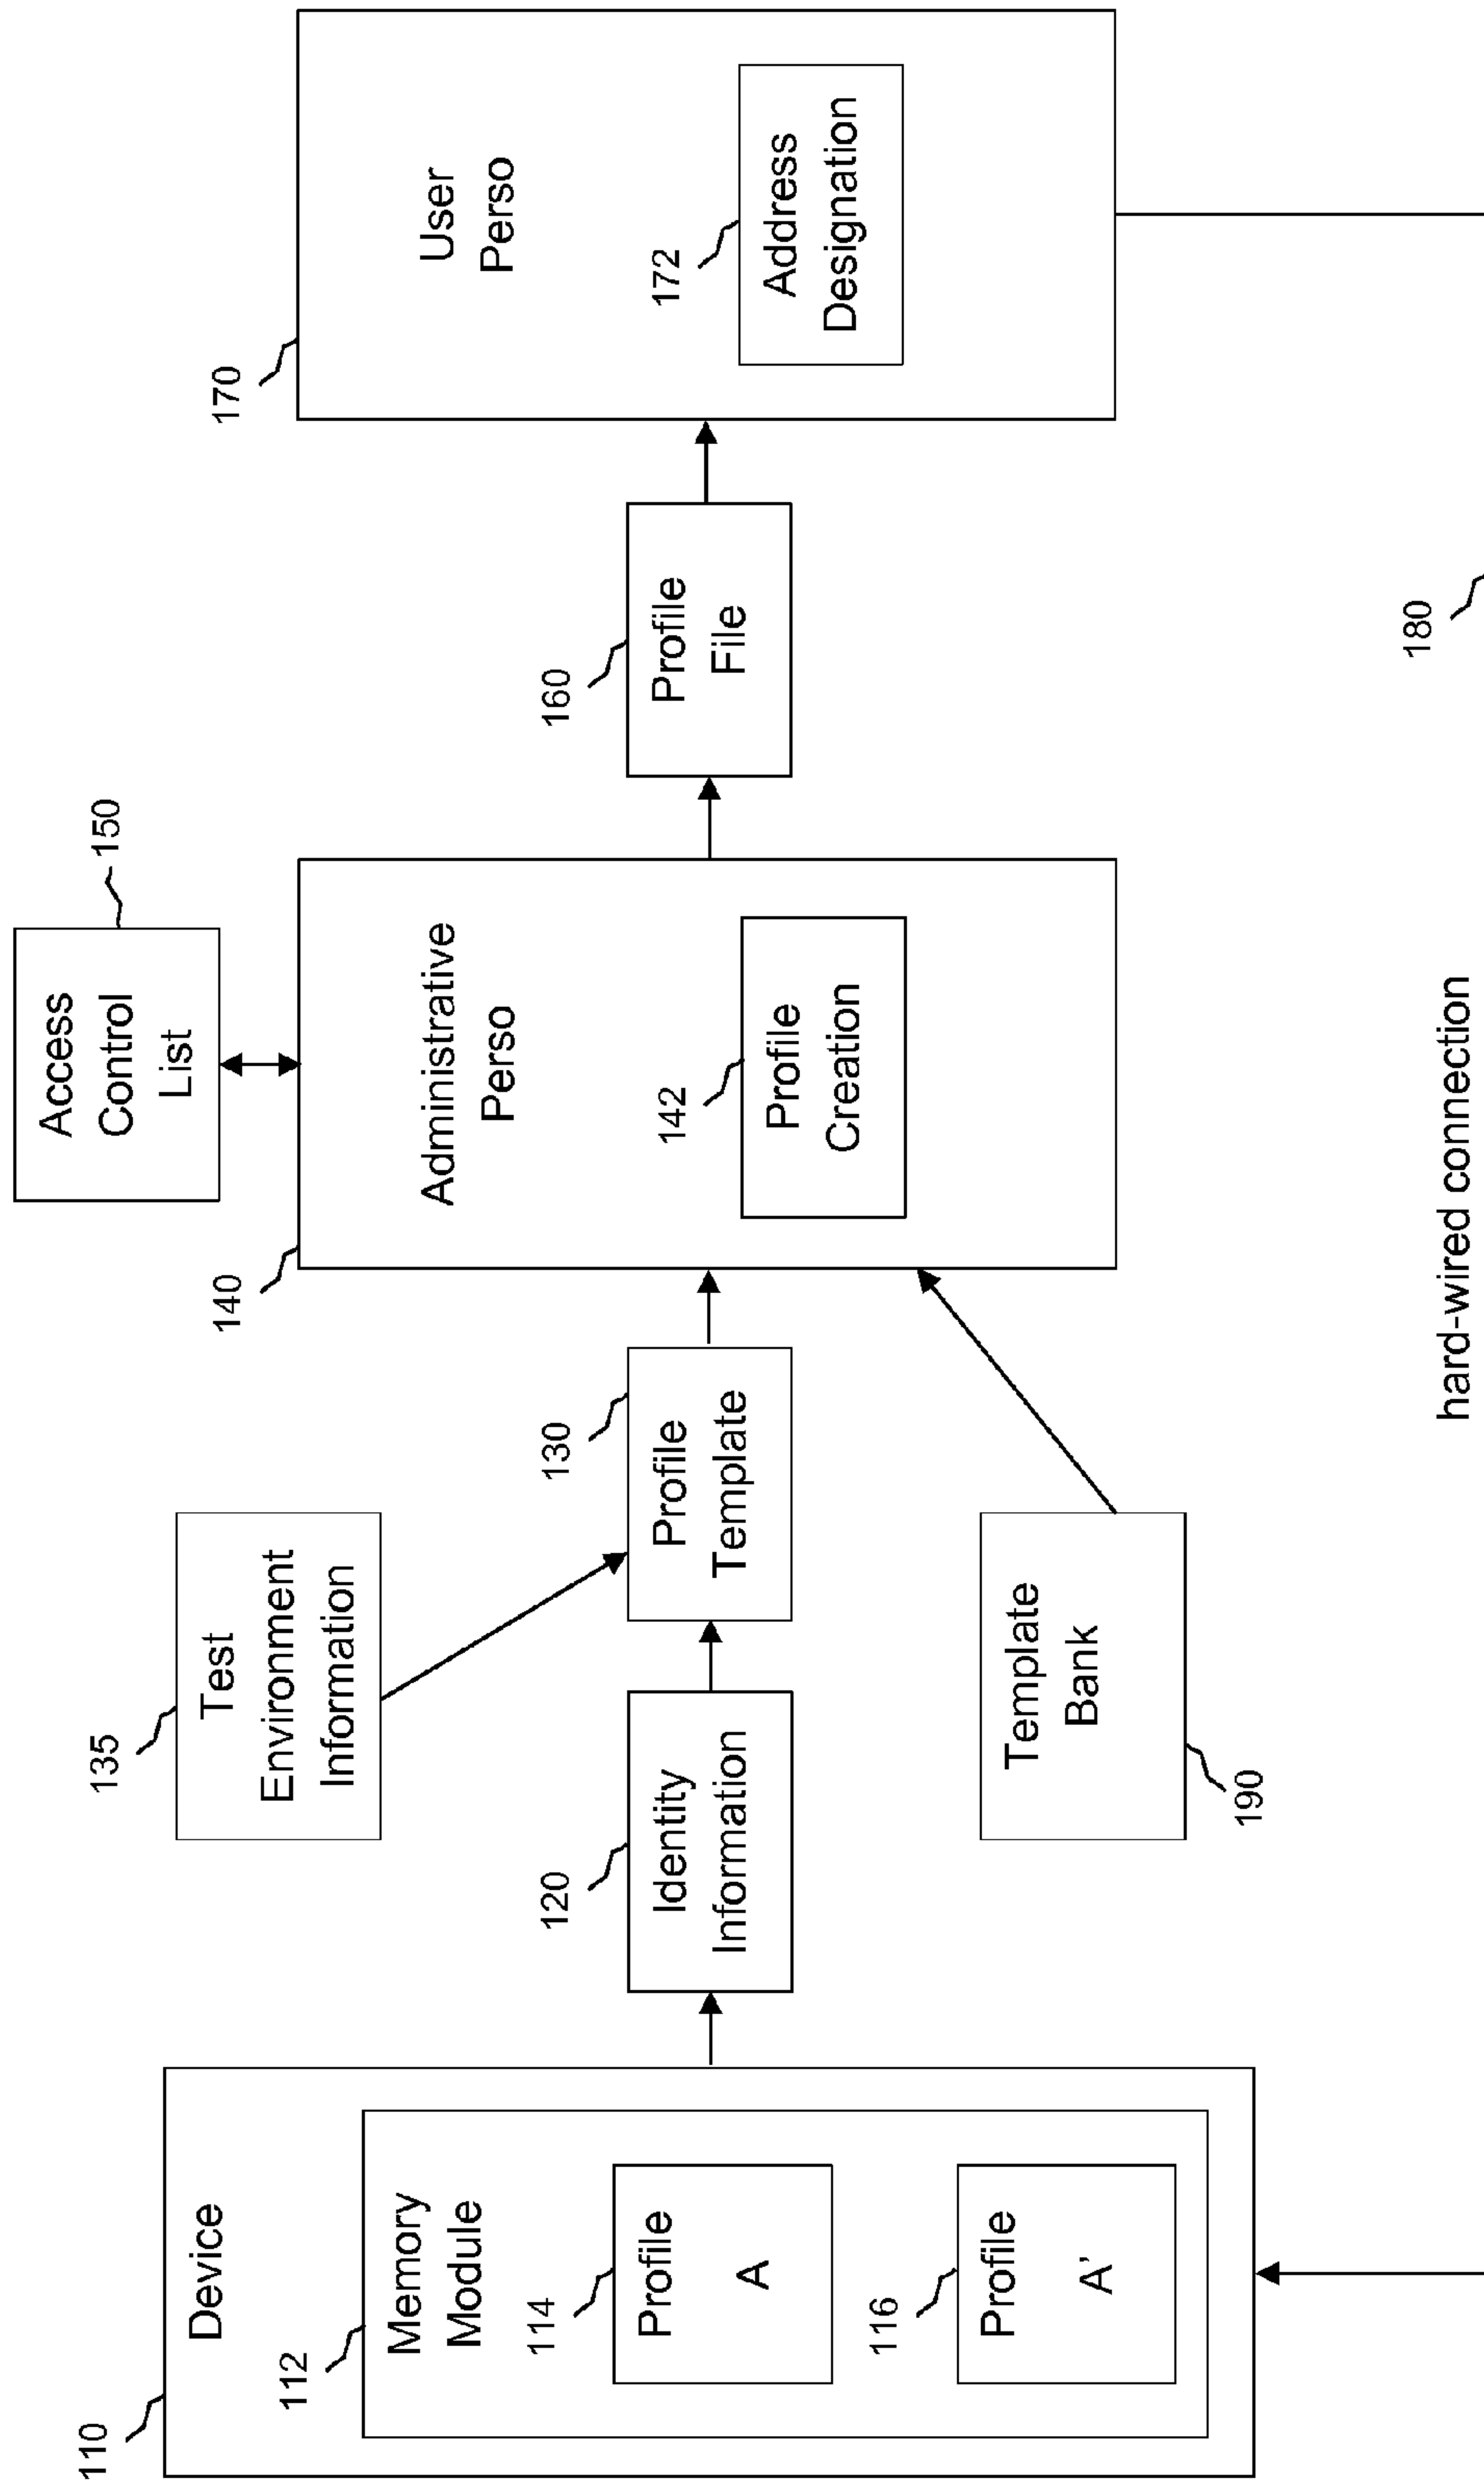 110
Device
112
Memory
Module
114
Profile
A
116
Profile
A'
120
Identity
Information
135
Test
Environment
Information
130
Profile
Template
190
Template
Bank
140
Administrative
Perso
142
Profile
Creation
Access
Control
List
150
160
Profile
File
170
User
Perso
172
Address
Designation
180
hard-wired connection